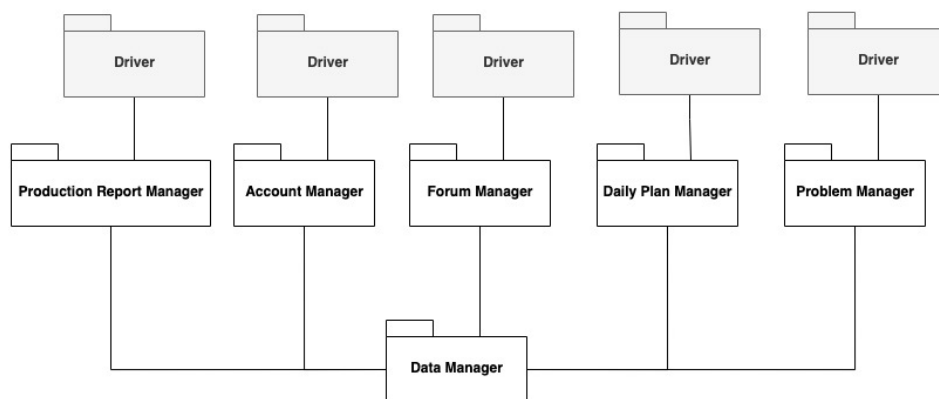 Driver
Driver
Driver
Driver
Driver
Production Report Manager
Account Manager
Forum Manager
Daily Plan Manager
Problem Manager
Data Manager